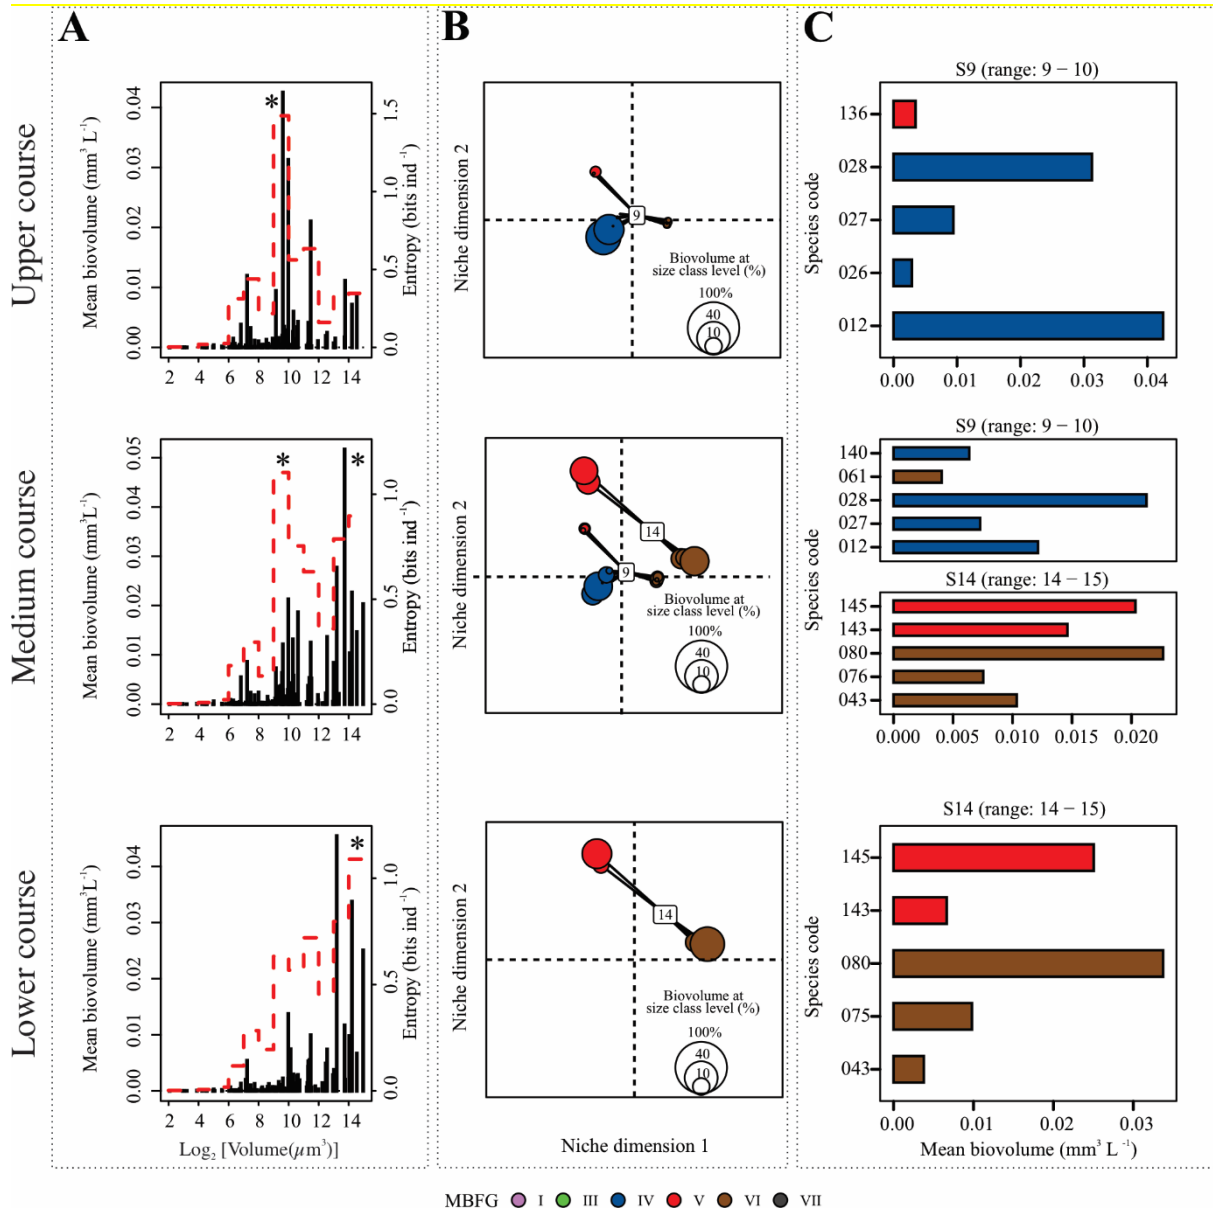 A
B
C
Upper course
Mean biovolume (mm³ L⁻¹)
0.00
0.01
0.02
0.03
0.04
*
2 4 6 8 10 12 14
0.0
0.5
1.0
1.5
Entropy (bits ind⁻¹)
Niche dimension 2
9
Biovolume at
size class level (%)
100%
40
10
S9 (range: 9 − 10)
Species code
136
028
027
026
012
0.00 0.01 0.02 0.03 0.04
Medium course
Mean biovolume (mm³L⁻¹)
0.00
0.01
0.02
0.03
0.04
0.05
* *
2 4 6 8 10 12 14
0.0
0.5
1.0
Entropy (bits ind⁻¹)
Niche dimension 2
14
9
Biovolume at
size class level (%)
100%
40
10
S9 (range: 9 − 10)
Species code
140
061
028
027
012
S14 (range: 14 − 15)
145
143
080
076
043
0.000 0.005 0.010 0.015 0.020
Lower course
Mean biovolume (mm³L⁻¹)
0.00
0.01
0.02
0.03
0.04
*
2 4 6 8 10 12 14
Log₂ [Volume(μm³)]
0.0
0.5
1.0
Entropy (bits ind⁻¹)
Niche dimension 2
14
Biovolume at
size class level (%)
100%
40
10
Niche dimension 1
S14 (range: 14 − 15)
Species code
145
143
080
075
043
0.00 0.01 0.02 0.03
Mean biovolume (mm³ L⁻¹)
MBFG I III IV V VI VII